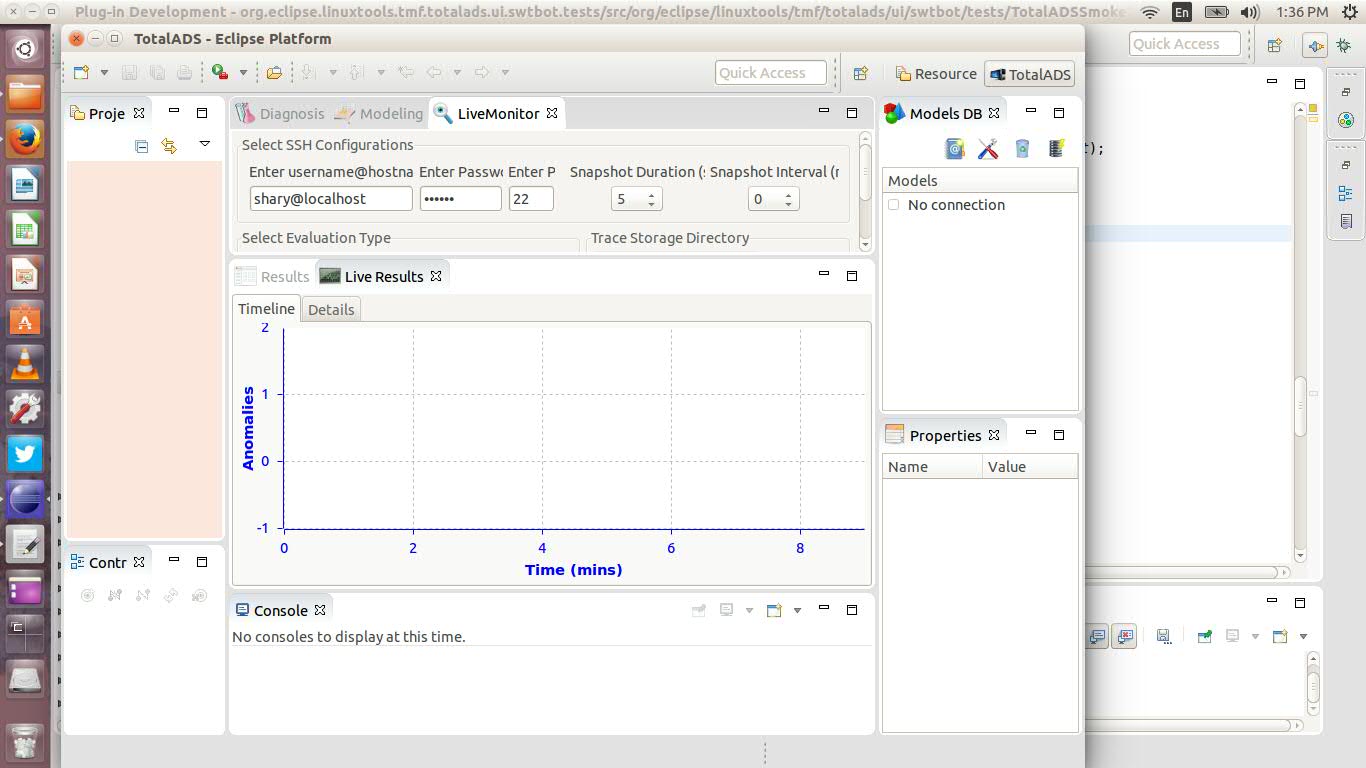 Plug-in Development - org.eclipse.linuxtools.tmf.totalads.ui.swtbot.tests/src/org/eclipse/linuxtools/tmf/totalads/ui/swtbot/tests/TotalADSSmoke
En
1:36 PM
TotalADS - Eclipse Platform
Quick Access
Quick Access
Resource
TotalADS
Proje
Diagnosis
Modeling
LiveMonitor
Models DB
Select SSH Configurations
t);
Enter username@hostna
Enter Passwo
Enter P
Snapshot Duration (
Snapshot Interval (
shary@localhost
••••••
22
5
0
Models
No connection
Select Evaluation Type
Trace Storage Directory
Results
Live Results
Timeline
Details
2
1
0
-1
Anomalies
0
2
4
6
8
Time (mins)
Properties
Name
Value
Contr
Console
No consoles to display at this time.